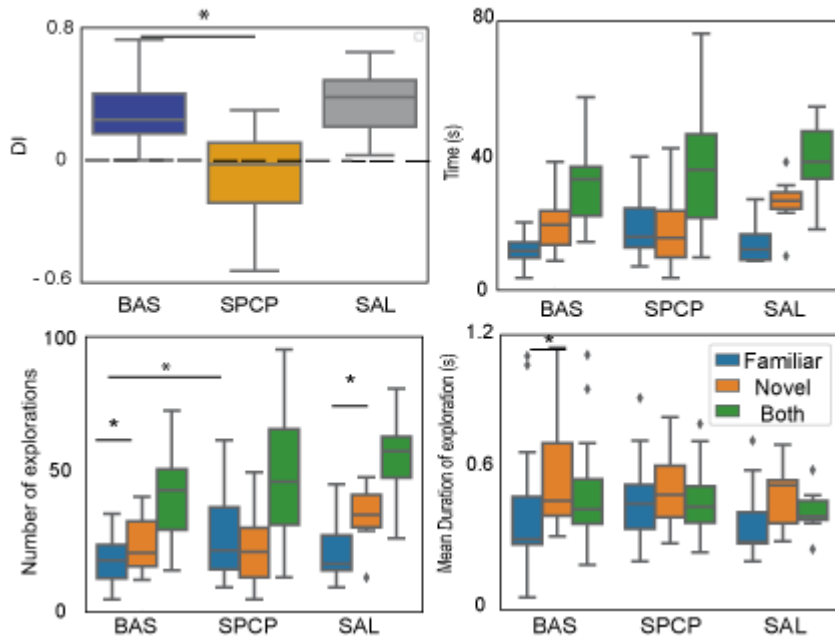 0.8
*
DI
0
- 0.6
BAS SPCP SAL
80
Time (s)
40
0
BAS SPCP SAL
100
Number of explorations
*
*
*
50
0
BAS SPCP SAL
1.2
Mean Duration of exploration (s)
*
Familiar
Novel
Both
0.6
0
BAS SPCP SAL